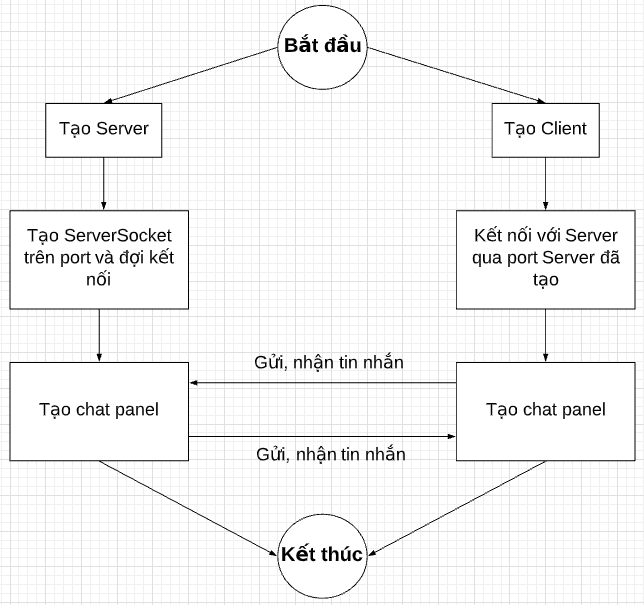 Bắt đầu
Tạo Server
Tạo Client
Tạo ServerSocket
trên port và đợi kết
nối
Kết nối với Server
qua port Server đã
tạo
Gửi, nhận tin nhắn
Tạo chat panel
Tạo chat panel
Gửi, nhận tin nhắn
Kết thúc